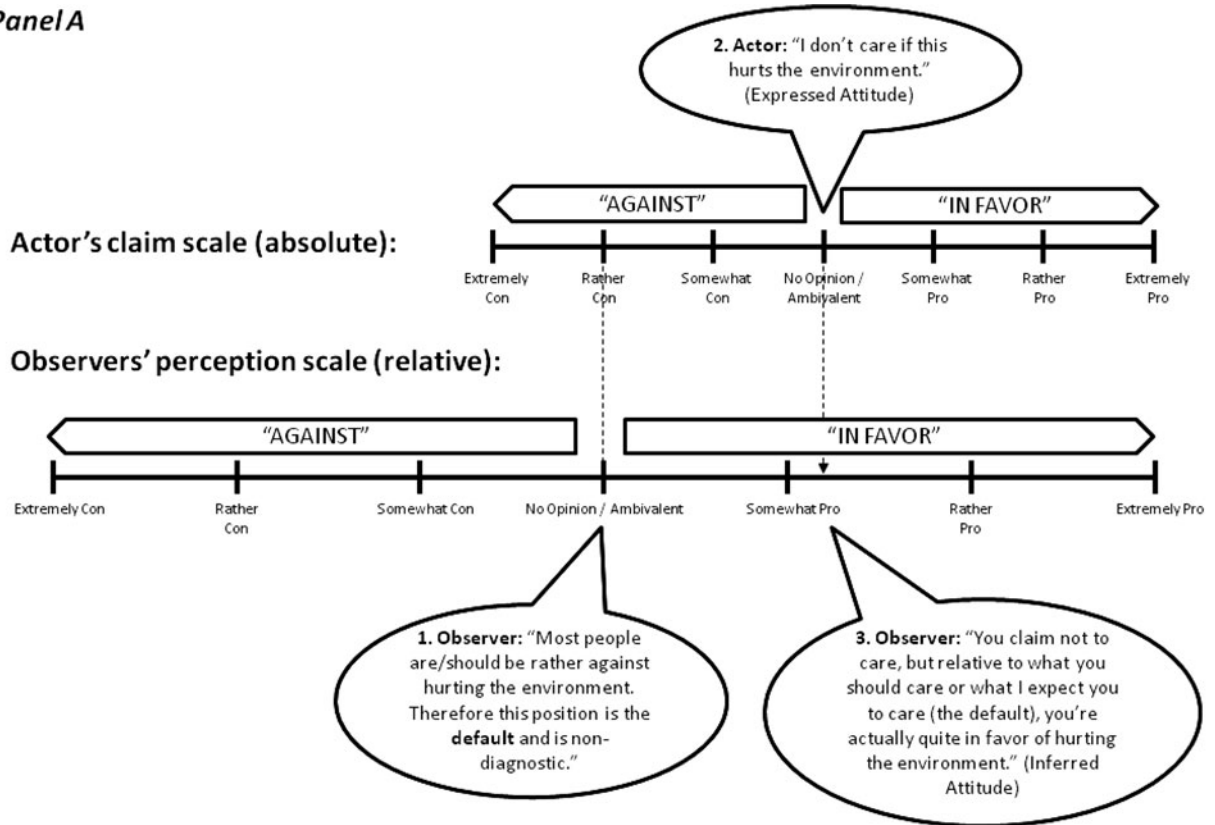 Panel A
2. Actor: “I don’t care if this
hurts the environment.”
(Expressed Attitude)
“AGAINST”
“IN FAVOR”
Actor’s claim scale (absolute):
Extremely
Con
Rather
Con
Somewhat
Con
No Opinion /
Ambivalent
Somewhat
Pro
Rather
Pro
Extremely
Pro
Observers’ perception scale (relative):
“AGAINST”
“IN FAVOR”
Extremely Con
Rather
Con
Somewhat Con
No Opinion / Ambivalent
Somewhat Pro
Rather
Pro
Extremely Pro
1. Observer: “Most people
are/should be rather against
hurting the environment.
Therefore this position is the
default and is non-
diagnostic.”
3. Observer: “You claim not to
care, but relative to what you
should care or what I expect you
to care (the default), you’re
actually quite in favor of hurting
the environment.” (Inferred
Attitude)